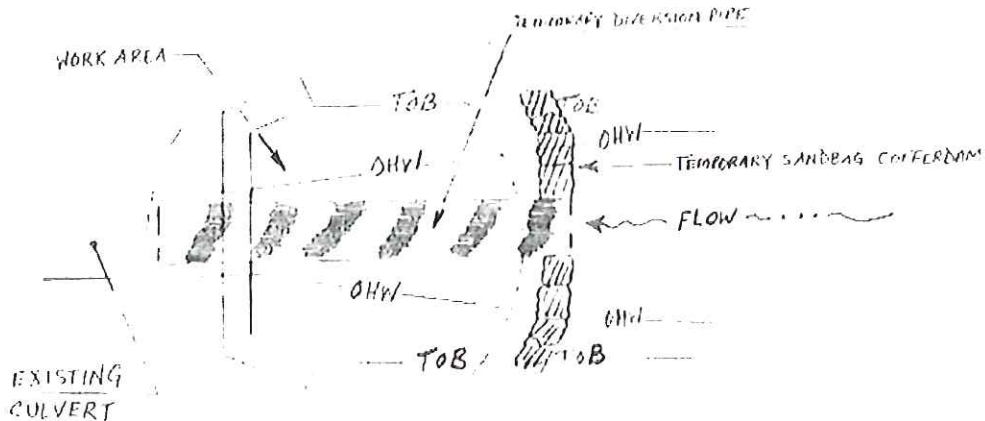 TEMPORARY DIVERSION PIPE
WORK AREA
TOB
TOB
OHW
OHW
TEMPORARY SANDBAG COFFERDAM
FLOW
OHW
OHW
TOB
TOB
EXISTING
CULVERT